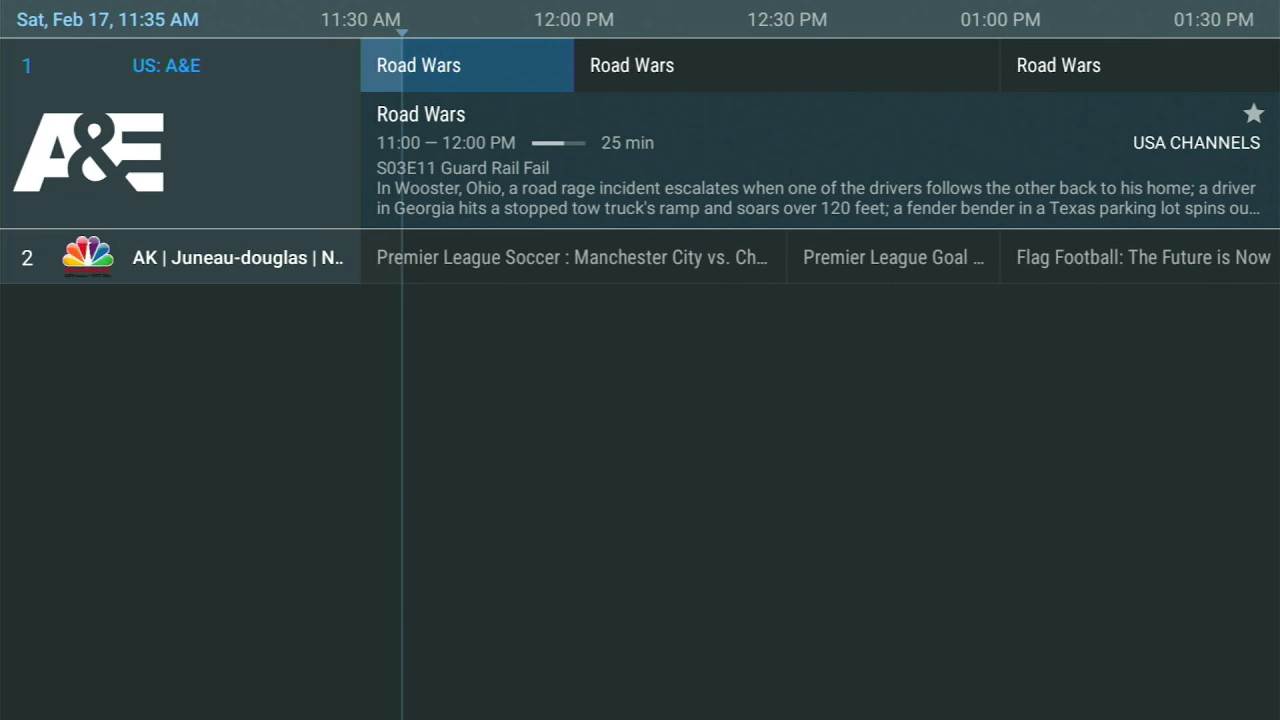 Sat, Feb 17, 11:35 AM 11:30 AM 12:00 PM 12:30 PM 01:00 PM 01:30 PM
1 US: A&E Road Wars Road Wars Road Wars
A&E
Road Wars
11:00 — 12:00 PM 25 min USA CHANNELS
S03E11 Guard Rail Fail
In Wooster, Ohio, a road rage incident escalates when one of the drivers follows the other back to his home; a driver
in Georgia hits a stopped tow truck's ramp and soars over 120 feet; a fender bender in a Texas parking lot spins ou...
2 AK | Juneau-douglas | N.. Premier League Soccer : Manchester City vs. Ch... Premier League Goal ... Flag Football: The Future is Now